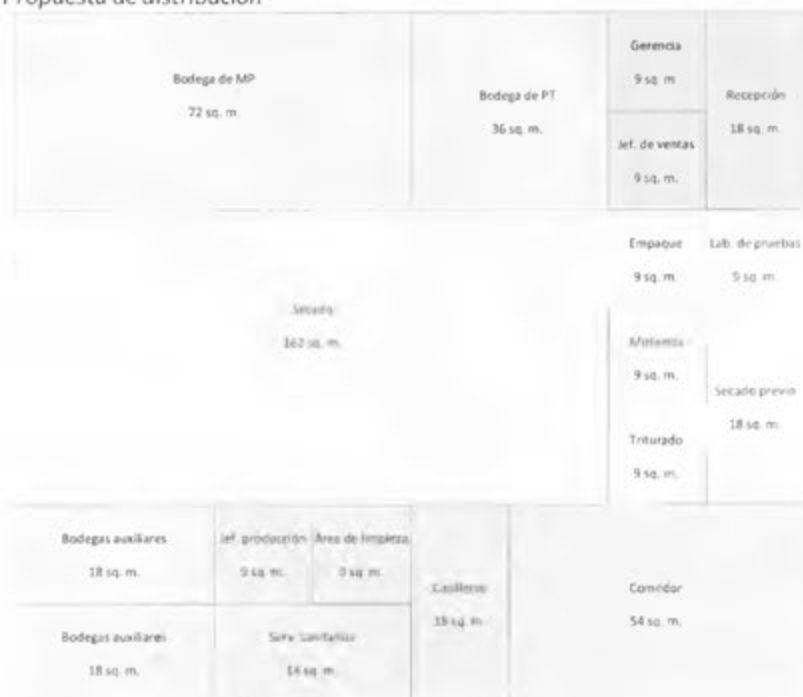 Propuesta de distribución
Bodega de MP
72 sq. m.
Bodega de PT
36 sq. m.
Gerencia
9 sq. m
Recepción
18 sq. m.
Jef. de ventas
9 sq. m.
Empaque
9 sq. m.
Lab. de pruebas
9 sq. m.
Secado
162 sq. m.
Molienda
9 sq. m.
Secado previo
18 sq. m.
Triturado
9 sq. m.
Bodegas auxiliares
18 sq. m.
Jef. producción
9 sq. m.
Área de limpieza
9 sq. m.
Casilleros
18 sq. m.
Comedor
54 sq. m.
Bodegas auxiliares
18 sq. m.
Serv. sanitarios
18 sq. m.